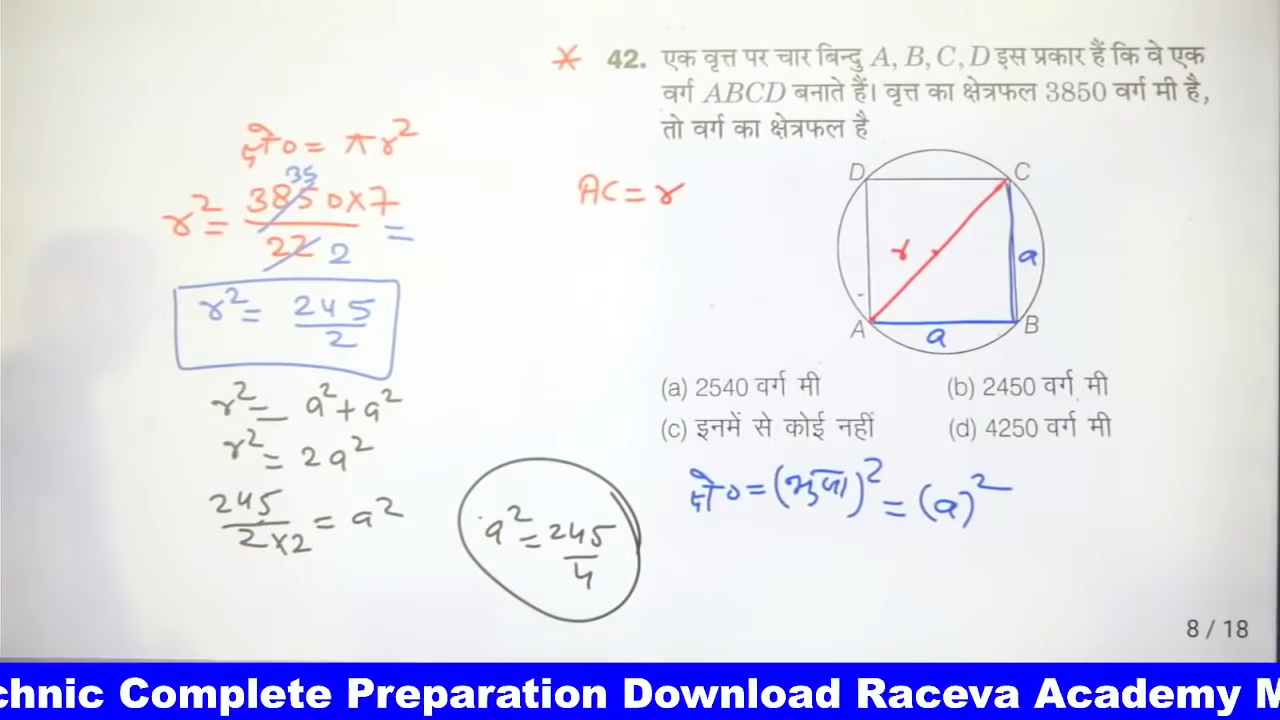 * 42. एक वृत्त पर चार बिन्दु A, B, C, D इस प्रकार हैं कि वे एक
वर्ग ABCD बनाते हैं। वृत्त का क्षेत्रफल 3850 वर्ग मी है,
तो वर्ग का क्षेत्रफल है
क्षे० = πr²
35
r² = 3850×7 / 22 2 =
r² = 245/2
r² = a² + a²
r² = 2a²
245/2×2 = a²
a² = 245/4
AC = r
D C
r a
A B
a
(a) 2540 वर्ग मी (b) 2450 वर्ग मी
(c) इनमें से कोई नहीं (d) 4250 वर्ग मी
क्षे० = (भुजा)² = (a)²
8 / 18
chnic Complete Preparation Download Raceva Academy M